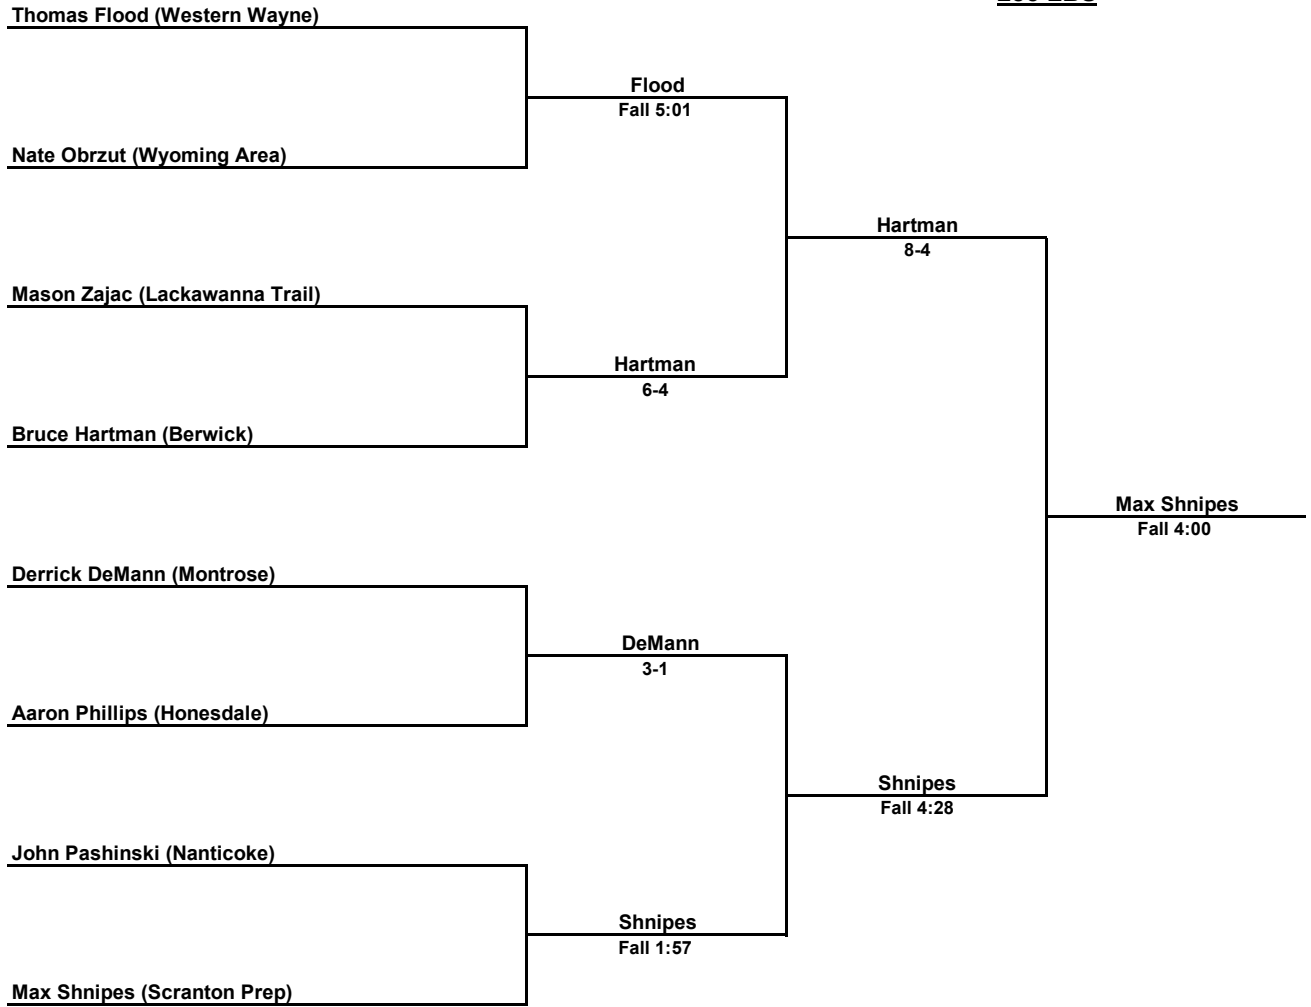 Thomas Flood (Western Wayne)
Flood
Fall 5:01
Nate Obrzut (Wyoming Area)
Hartman
8-4
Mason Zajac (Lackawanna Trail)
Hartman
6-4
Bruce Hartman (Berwick)
Max Shnipes
Fall 4:00
Derrick DeMann (Montrose)
DeMann
3-1
Aaron Phillips (Honesdale)
Shnipes
Fall 4:28
John Pashinski (Nanticoke)
Shnipes
Fall 1:57
Max Shnipes (Scranton Prep)